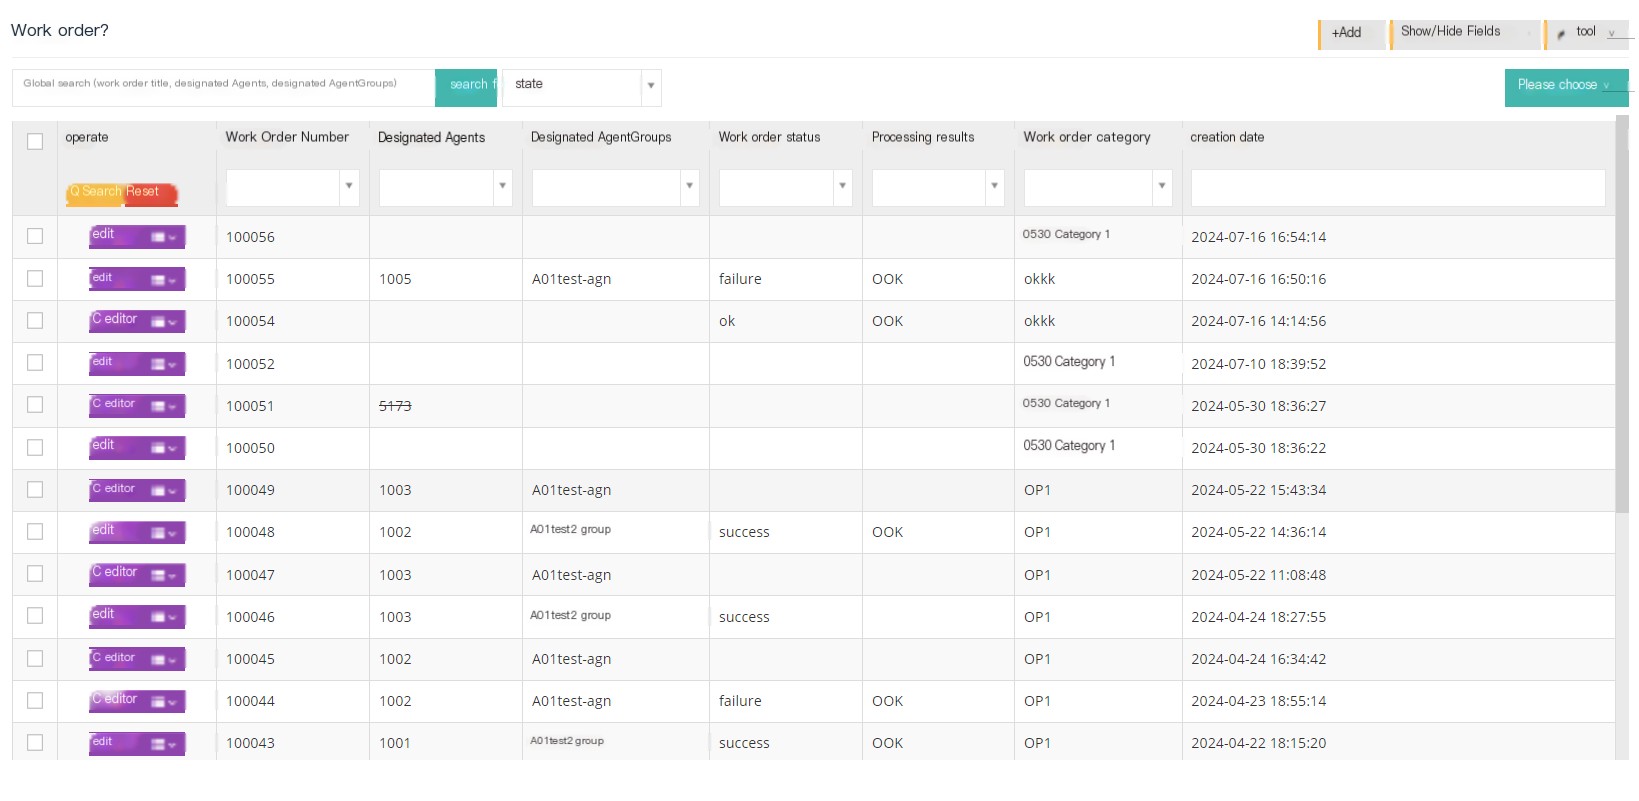 Work order?
+Add Show/Hide Fields tool
Global search (work order title, designated Agents, designated AgentGroups) search f state Please choose
operate Work Order Number Designated Agents Designated AgentGroups Work order status Processing results Work order category creation date
Q Search Reset
edit 100056 0530 Category 1 2024-07-16 16:54:14
edit 100055 1005 A01test-agn failure OOK okkk 2024-07-16 16:50:16
C editor 100054 ok OOK okkk 2024-07-16 14:14:56
edit 100052 0530 Category 1 2024-07-10 18:39:52
C editor 100051 5173 0530 Category 1 2024-05-30 18:36:27
edit 100050 0530 Category 1 2024-05-30 18:36:22
C editor 100049 1003 A01test-agn OP1 2024-05-22 15:43:34
edit 100048 1002 A01test2 group success OOK OP1 2024-05-22 14:36:14
C editor 100047 1003 A01test-agn OP1 2024-05-22 11:08:48
edit 100046 1003 A01test2 group success OP1 2024-04-24 18:27:55
C editor 100045 1002 A01test-agn OP1 2024-04-24 16:34:42
C editor 100044 1002 A01test-agn failure OOK OP1 2024-04-23 18:55:14
edit 100043 1001 A01test2 group success OOK OP1 2024-04-22 18:15:20